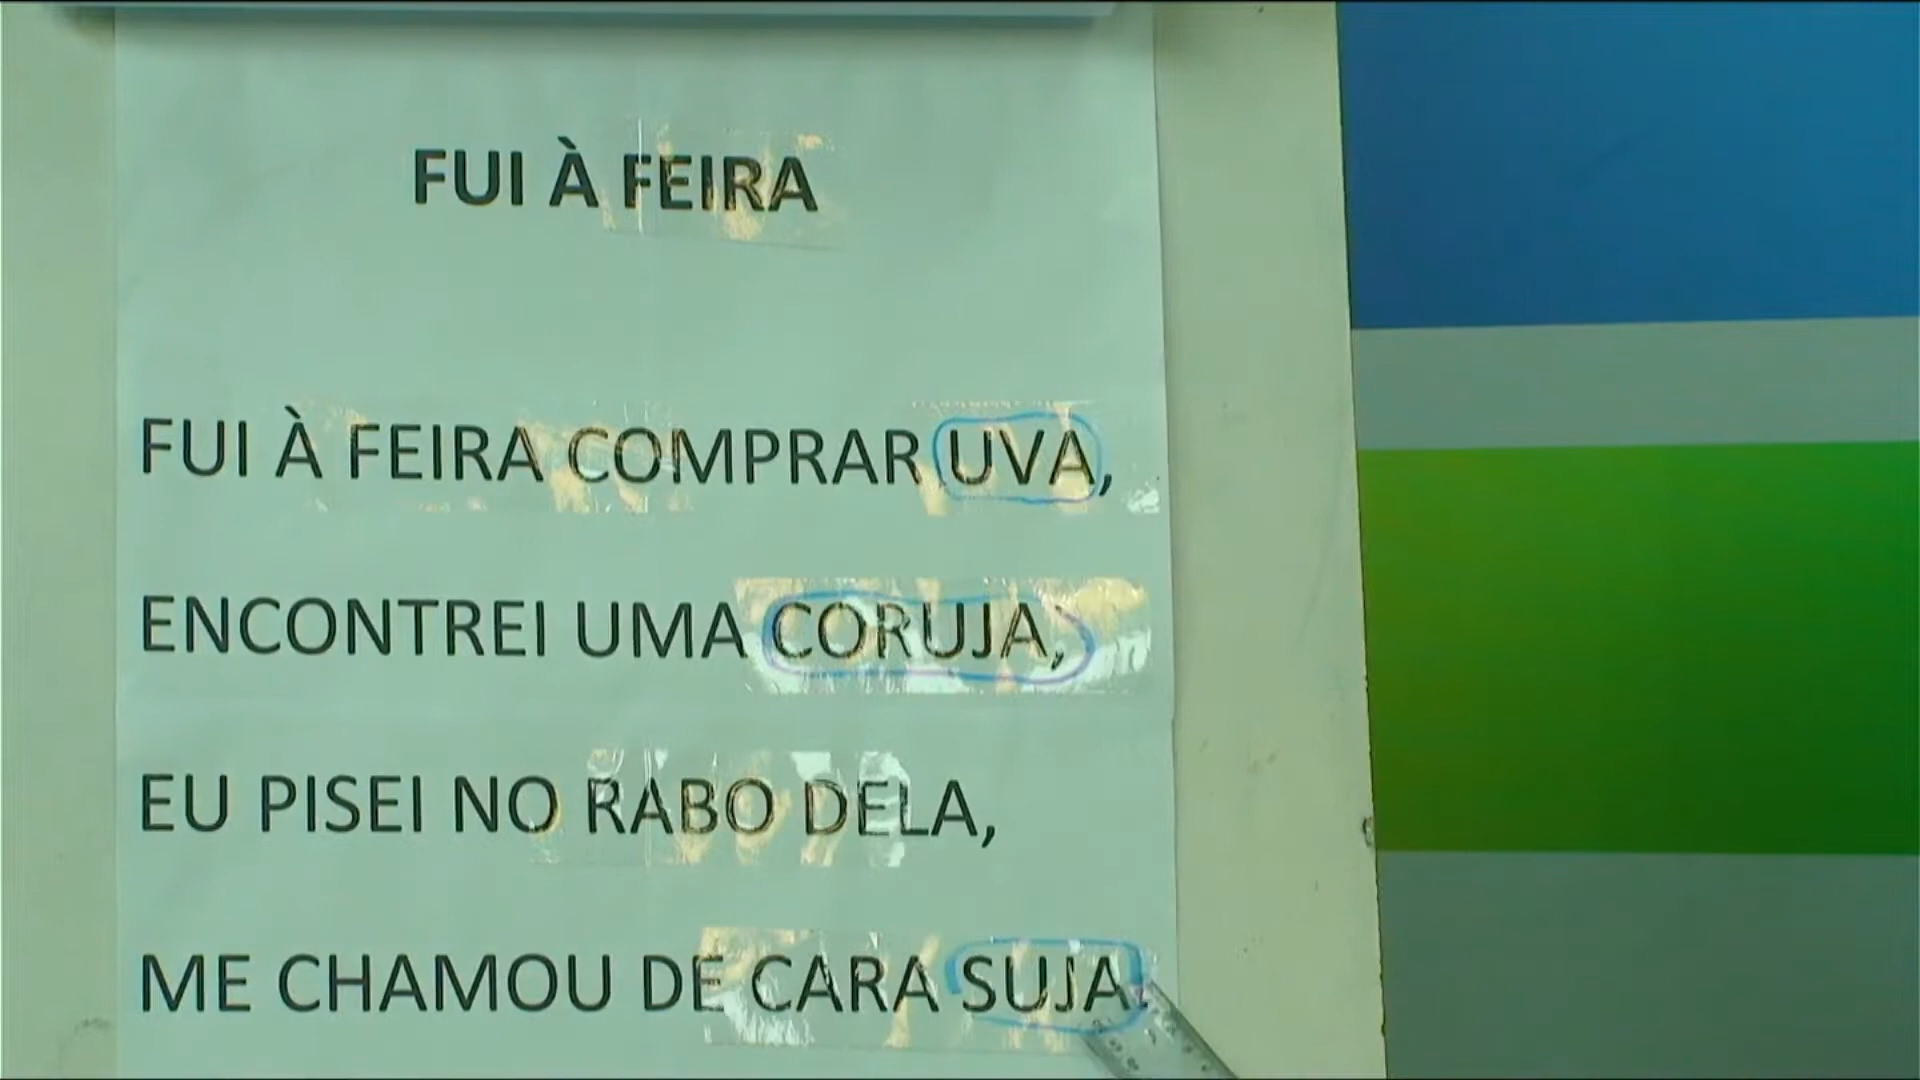 FUI À FEIRA
FUI À FEIRA COMPRAR UVA,
ENCONTREI UMA CORUJA,
EU PISEI NO RABO DELA,
ME CHAMOU DE CARA SUJA.